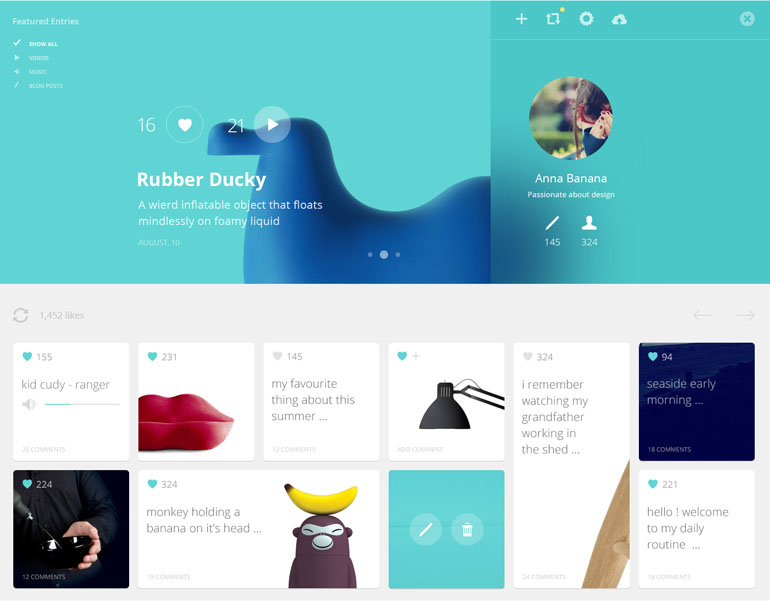 Featured Entries
SHOW ALL
VIDEOS
MUSIC
BLOG POSTS
16
21
Rubber Ducky
A wierd inflatable object that floats
mindlessly on foamy liquid
AUGUST, 10
Anna Banana
Passionate about design
145
324
1,452 likes
155
kid cudy - ranger
20 COMMENTS
231
145
my favourite
thing about this
summer ...
12 COMMENTS
ADD COMMENT
324
i remember
watching my
grandfather
working in
the shed ...
24 COMMENTS
94
seaside early
morning ...
18 COMMENTS
224
12 COMMENTS
324
monkey holding a
banana on it's head ...
18 COMMENTS
221
hello ! welcome
to my daily
routine ...
18 COMMENTS